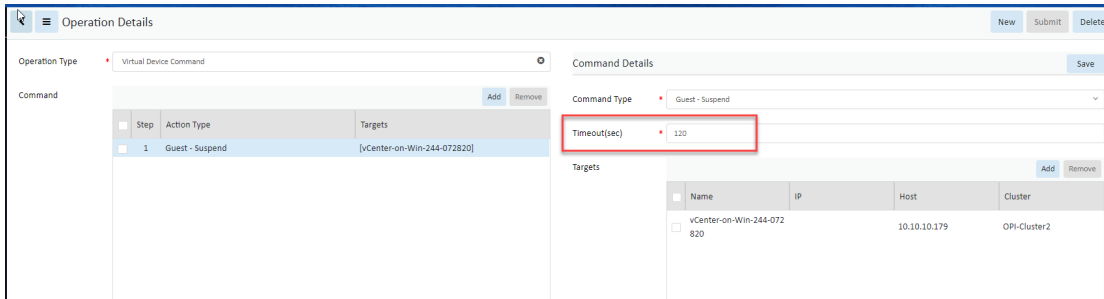 Operation Details
New Submit Delete
Operation Type * Virtual Device Command
Command
Add Remove
Step Action Type Targets
1 Guest - Suspend [vCenter-on-Win-244-072820]
Command Details
Save
Command Type * Guest - Suspend
Timeout(sec) * 120
Targets
Add Remove
Name IP Host Cluster
vCenter-on-Win-244-072
820
10.10.10.179 OPI-Cluster2